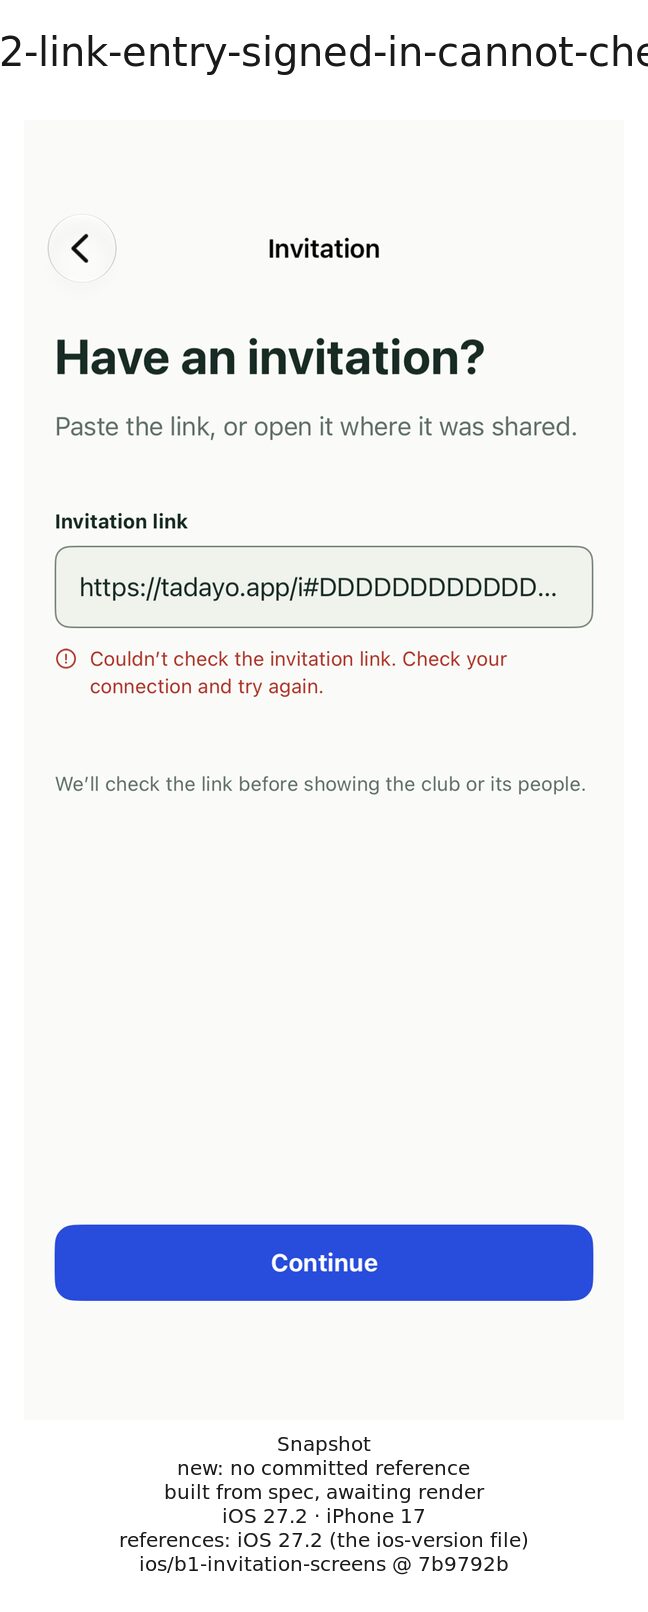 2-link-entry-signed-in-cannot-che
Invitation
Have an invitation?
Paste the link, or open it where it was shared.
Invitation link
https://tadayo.app/i#DDDDDDDDDDDD...
Couldn’t check the invitation link. Check your
connection and try again.
We’ll check the link before showing the club or its people.
Continue
Snapshot
new: no committed reference
built from spec, awaiting render
iOS 27.2 · iPhone 17
references: iOS 27.2 (the ios-version file)
ios/b1-invitation-screens @ 7b9792b